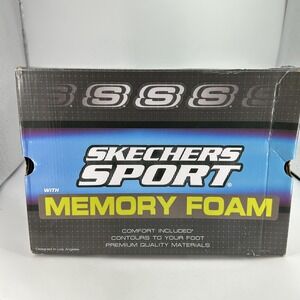 S S S S S
SKECHERS
SPORT®
WITH
MEMORY FOAM
COMFORT INCLUDED!
CONTOURS TO YOUR FOOT
PREMIUM QUALITY MATERIALS
Designed in Los Angeles